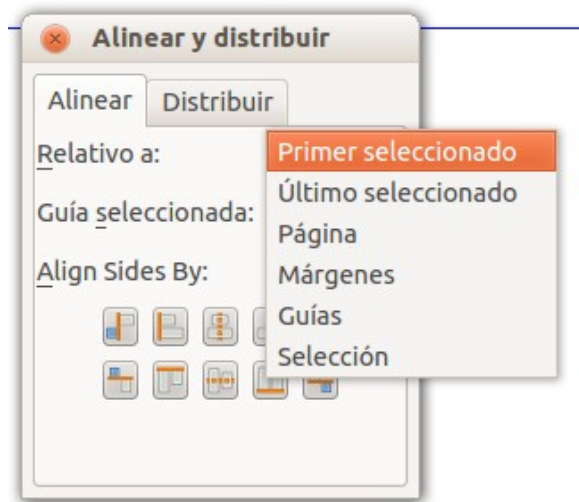 Alinear y distribuir
Alinear Distribuir
Relativo a:
Primer seleccionado
Último seleccionado
Guía seleccionada:
Página
Align Sides By:
Márgenes
Guías
Selección